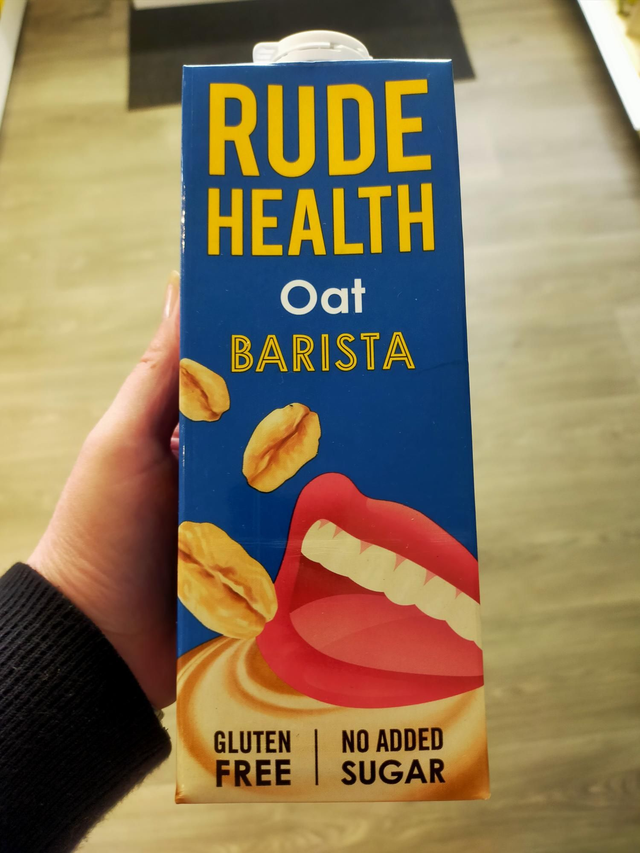 RUDE
HEALTH
Oat
BARISTA
GLUTEN FREE
NO ADDED SUGAR